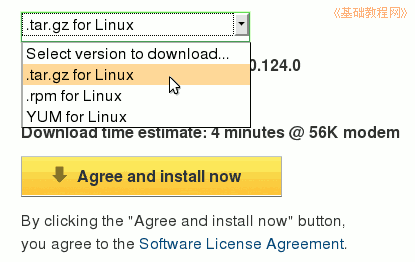 《基础教程网》
.tar.gz for Linux
Select version to download...
.tar.gz for Linux
0.124.0
.rpm for Linux
YUM for Linux
Download time estimate: 4 minutes @ 56K modem
Agree and install now
By clicking the "Agree and install now" button,
you agree to the Software License Agreement.